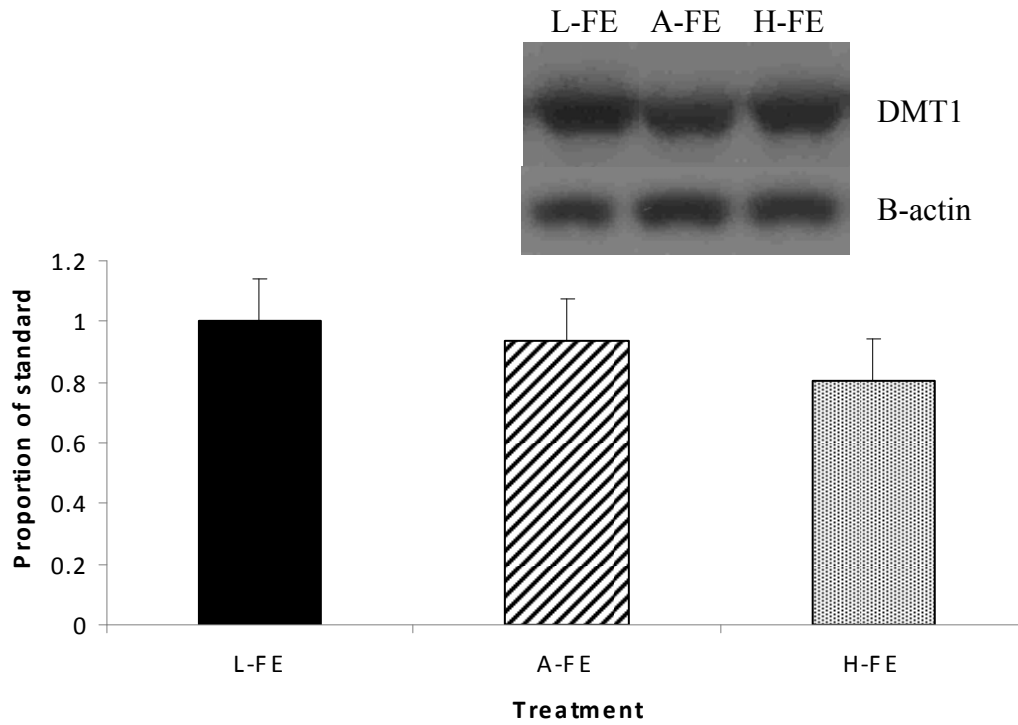 L-FE A-FE H-FE
DMT1
B-actin
1.2
1
0.8
0.6
0.4
0.2
0
Proportion of standard
L-FE A-FE H-FE
Treatment